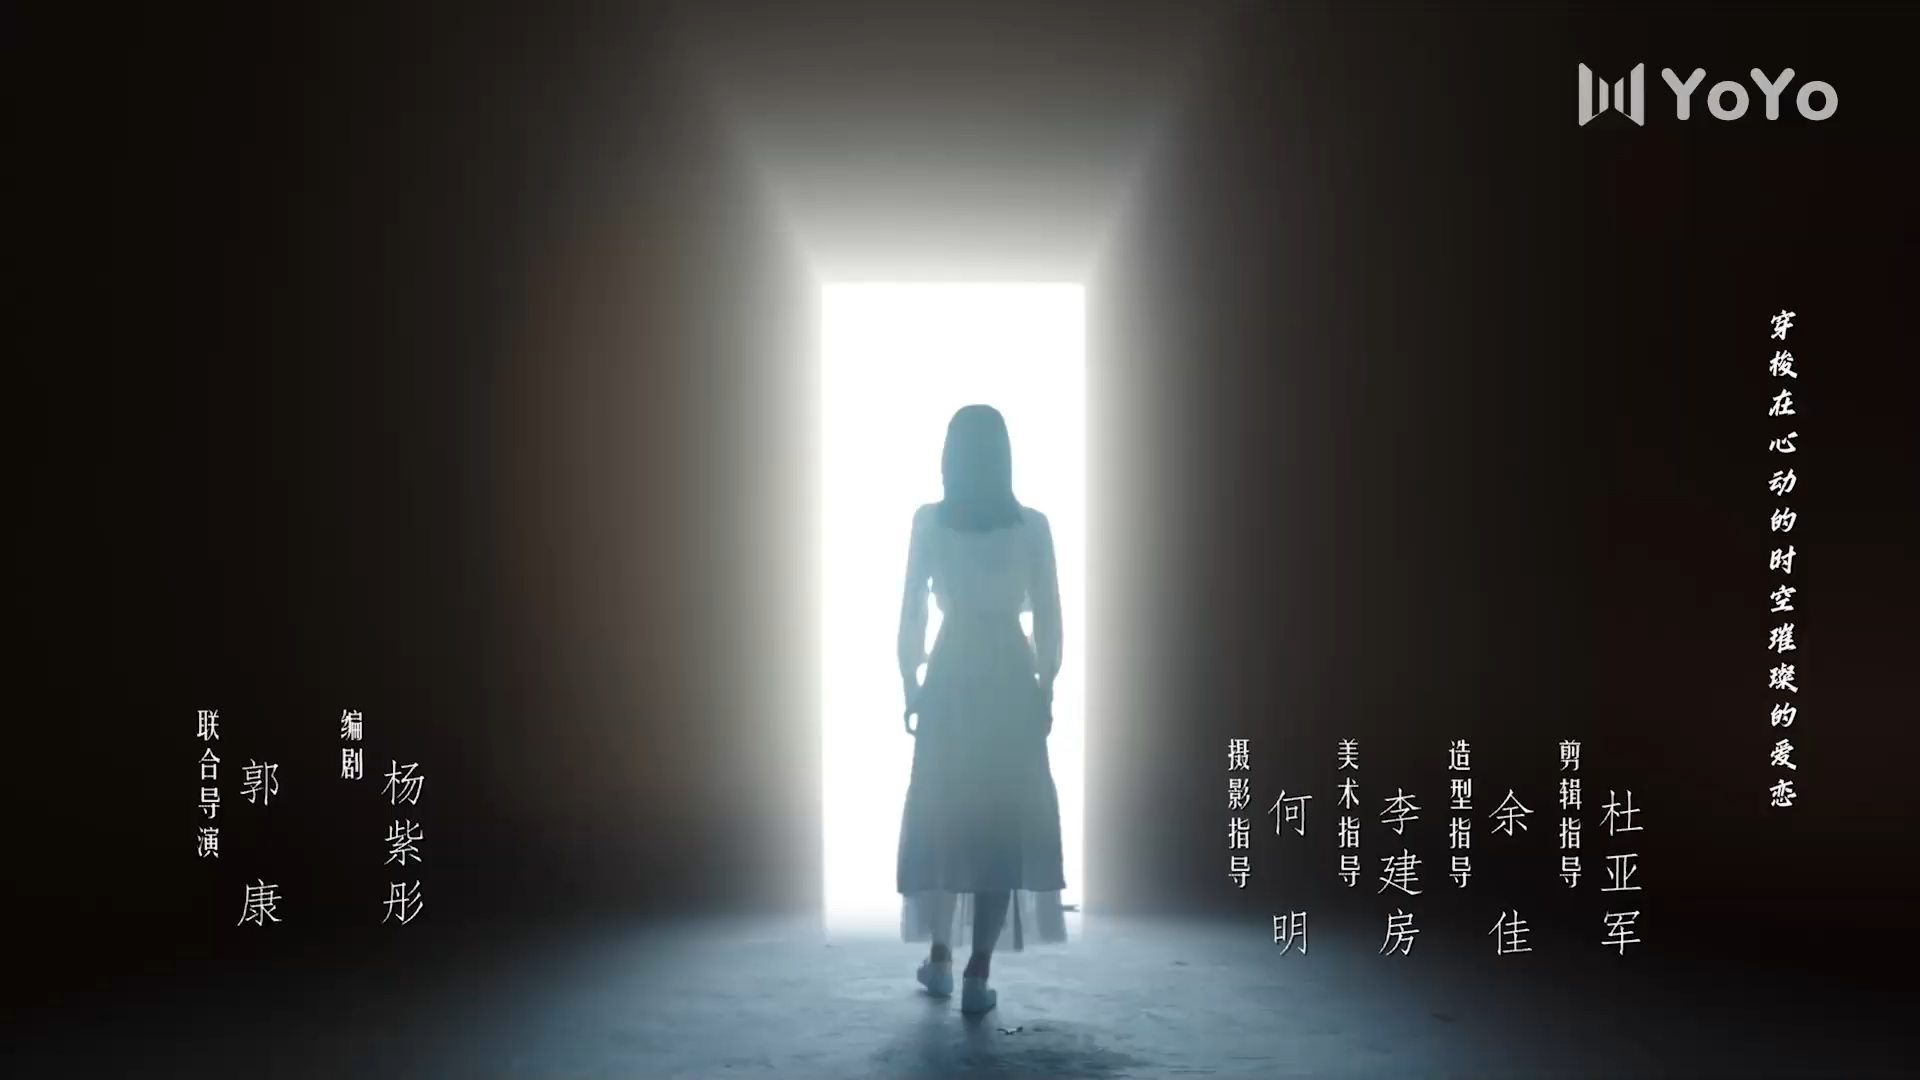 YoYo
穿梭在心动的时空璀璨的爱恋
联合导演
郭康
编剧
杨紫彤
摄影指导
何明
美术指导
李建房
造型指导
余佳
剪辑指导
杜亚军